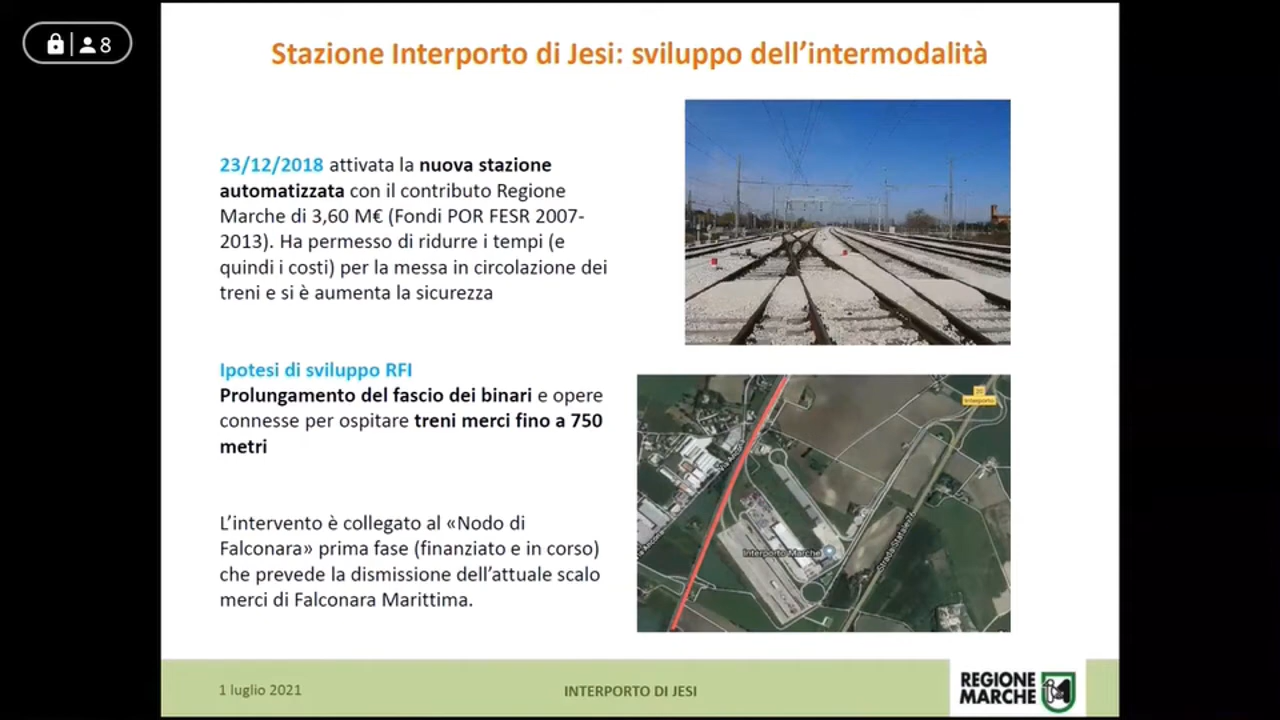 8
Stazione Interporto di Jesi: sviluppo dell'intermodalità
23/12/2018 attivata la nuova stazione
automatizzata con il contributo Regione
Marche di 3,60 M€ (Fondi POR FESR 2007-
2013). Ha permesso di ridurre i tempi (e
quindi i costi) per la messa in circolazione dei
treni e si è aumenta la sicurezza
Ipotesi di sviluppo RFI
Prolungamento del fascio dei binari e opere
connesse per ospitare treni merci fino a 750
metri
L'intervento è collegato al «Nodo di
Falconara» prima fase (finanziato e in corso)
che prevede la dismissione dell'attuale scalo
merci di Falconara Marittima.
Interporto
Via Ancona
Interporto Marche
1 luglio 2021
INTERPORTO DI JESI
REGIONE
MARCHE